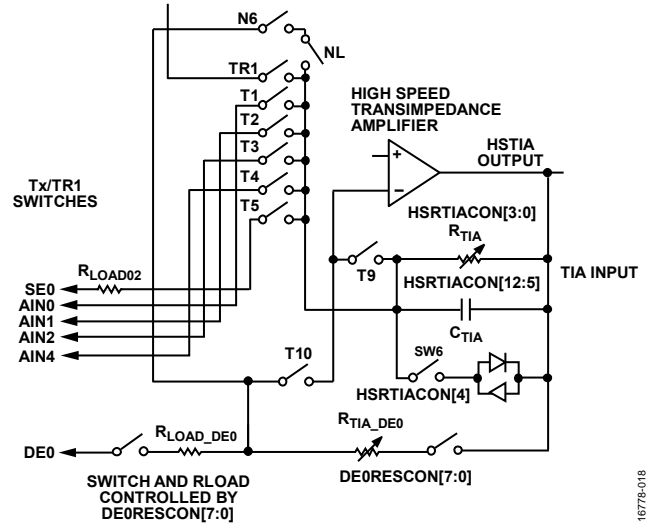 N6
NL
TR1
T1
T2
T3
T4
T5
HIGH SPEED
TRANSIMPEDANCE
AMPLIFIER
+
–
HSTIA
OUTPUT
Tx/TR1
SWITCHES
HSRTIACON[3:0]
RTIA
T9
HSRTIACON[12:5]
TIA INPUT
CTIA
RLOAD02
SE0
AIN0
AIN1
AIN2
AIN4
T10
SW6
HSRTIACON[4]
RTIA_DE0
RLOAD_DE0
DE0
DE0RESCON[7:0]
SWITCH AND RLOAD
CONTROLLED BY
DE0RESCON[7:0]
16778-018